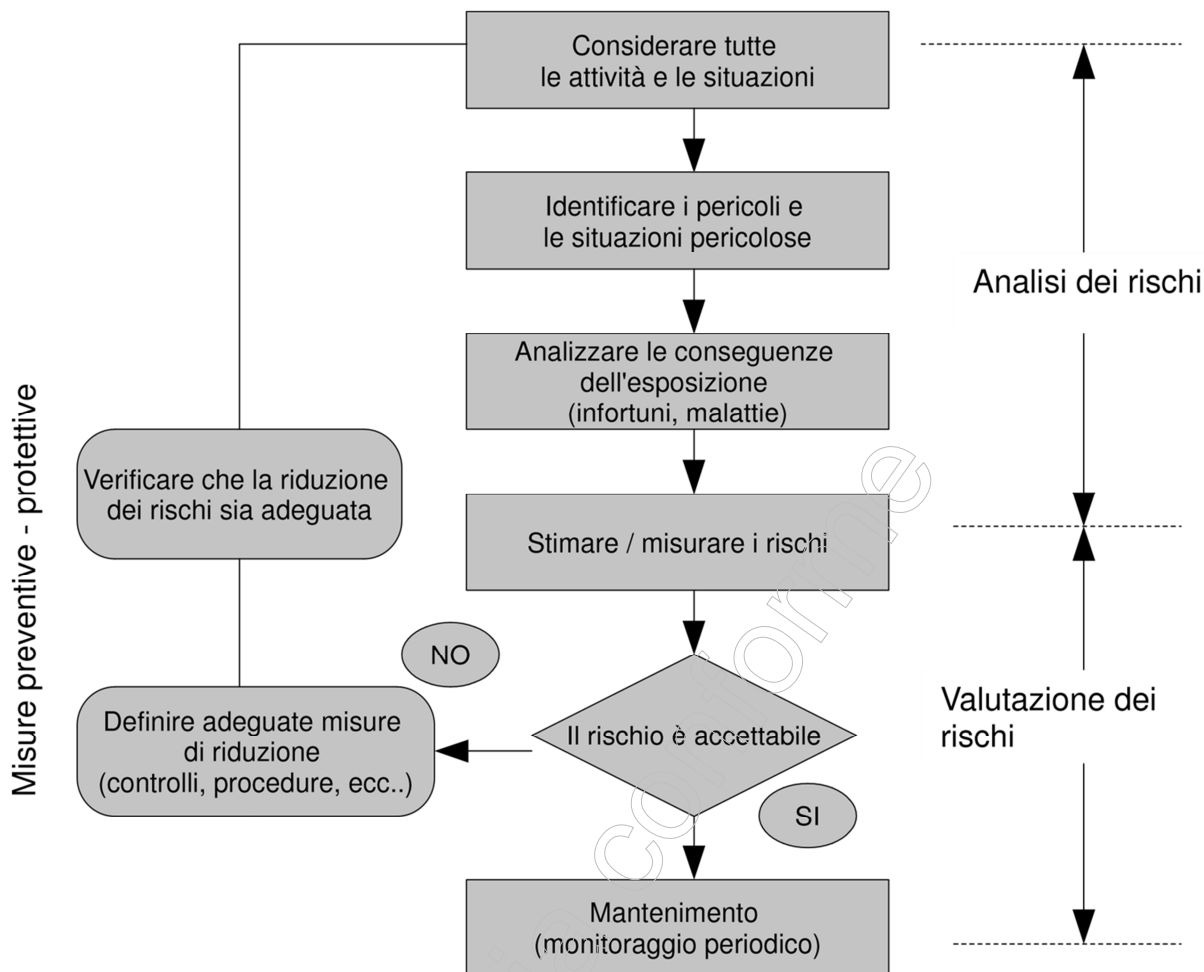 Considerare tutte
le attività e le situazioni
Identificare i pericoli e
le situazioni pericolose
Analisi dei rischi
Analizzare le conseguenze
dell'esposizione
(infortuni, malattie)
Misure preventive - protettive
Verificare che la riduzione
dei rischi sia adeguata
Stimare / misurare i rischi
NO
Definire adeguate misure
di riduzione
(controlli, procedure, ecc..)
Il rischio è accettabile
Valutazione dei
rischi
SI
Mantenimento
(monitoraggio periodico)
conforme